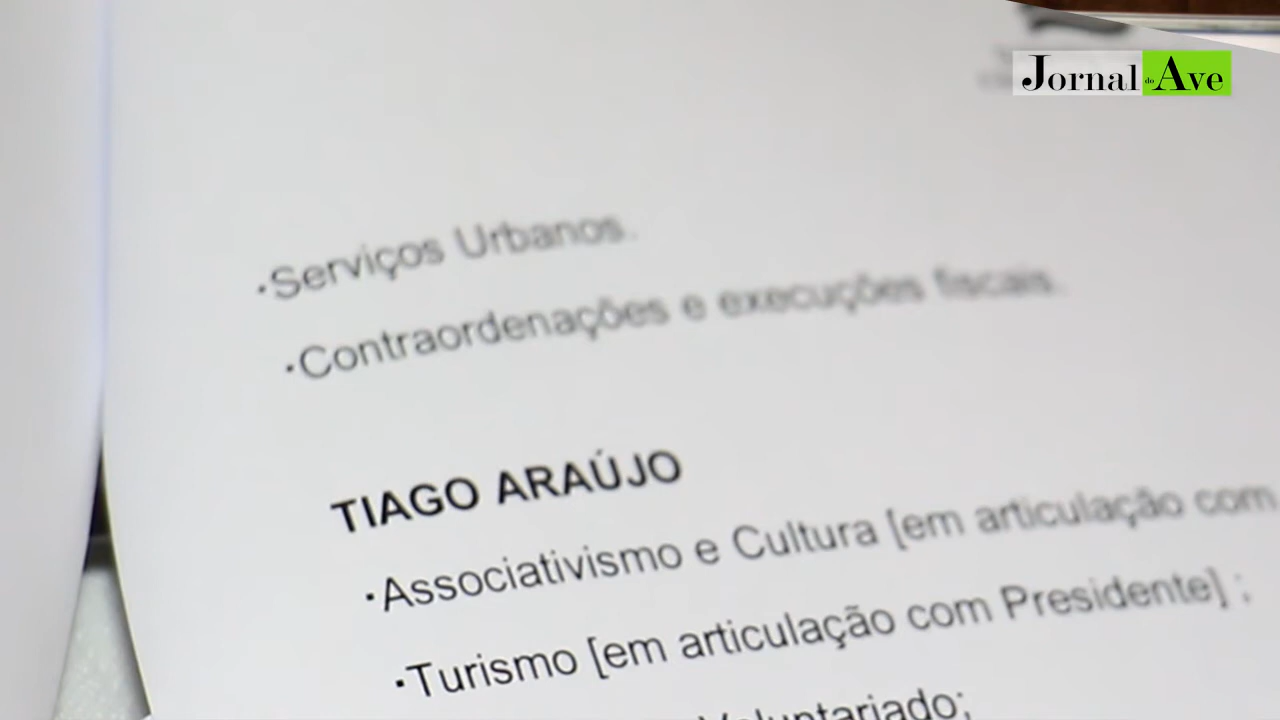 Jornal do Ave
·Serviços Urbanos.
·Contraordenações e execuções fiscais.
TIAGO ARAÚJO
·Associativismo e Cultura [em articulação com
·Turismo [em articulação com Presidente] ;
Voluntariado;